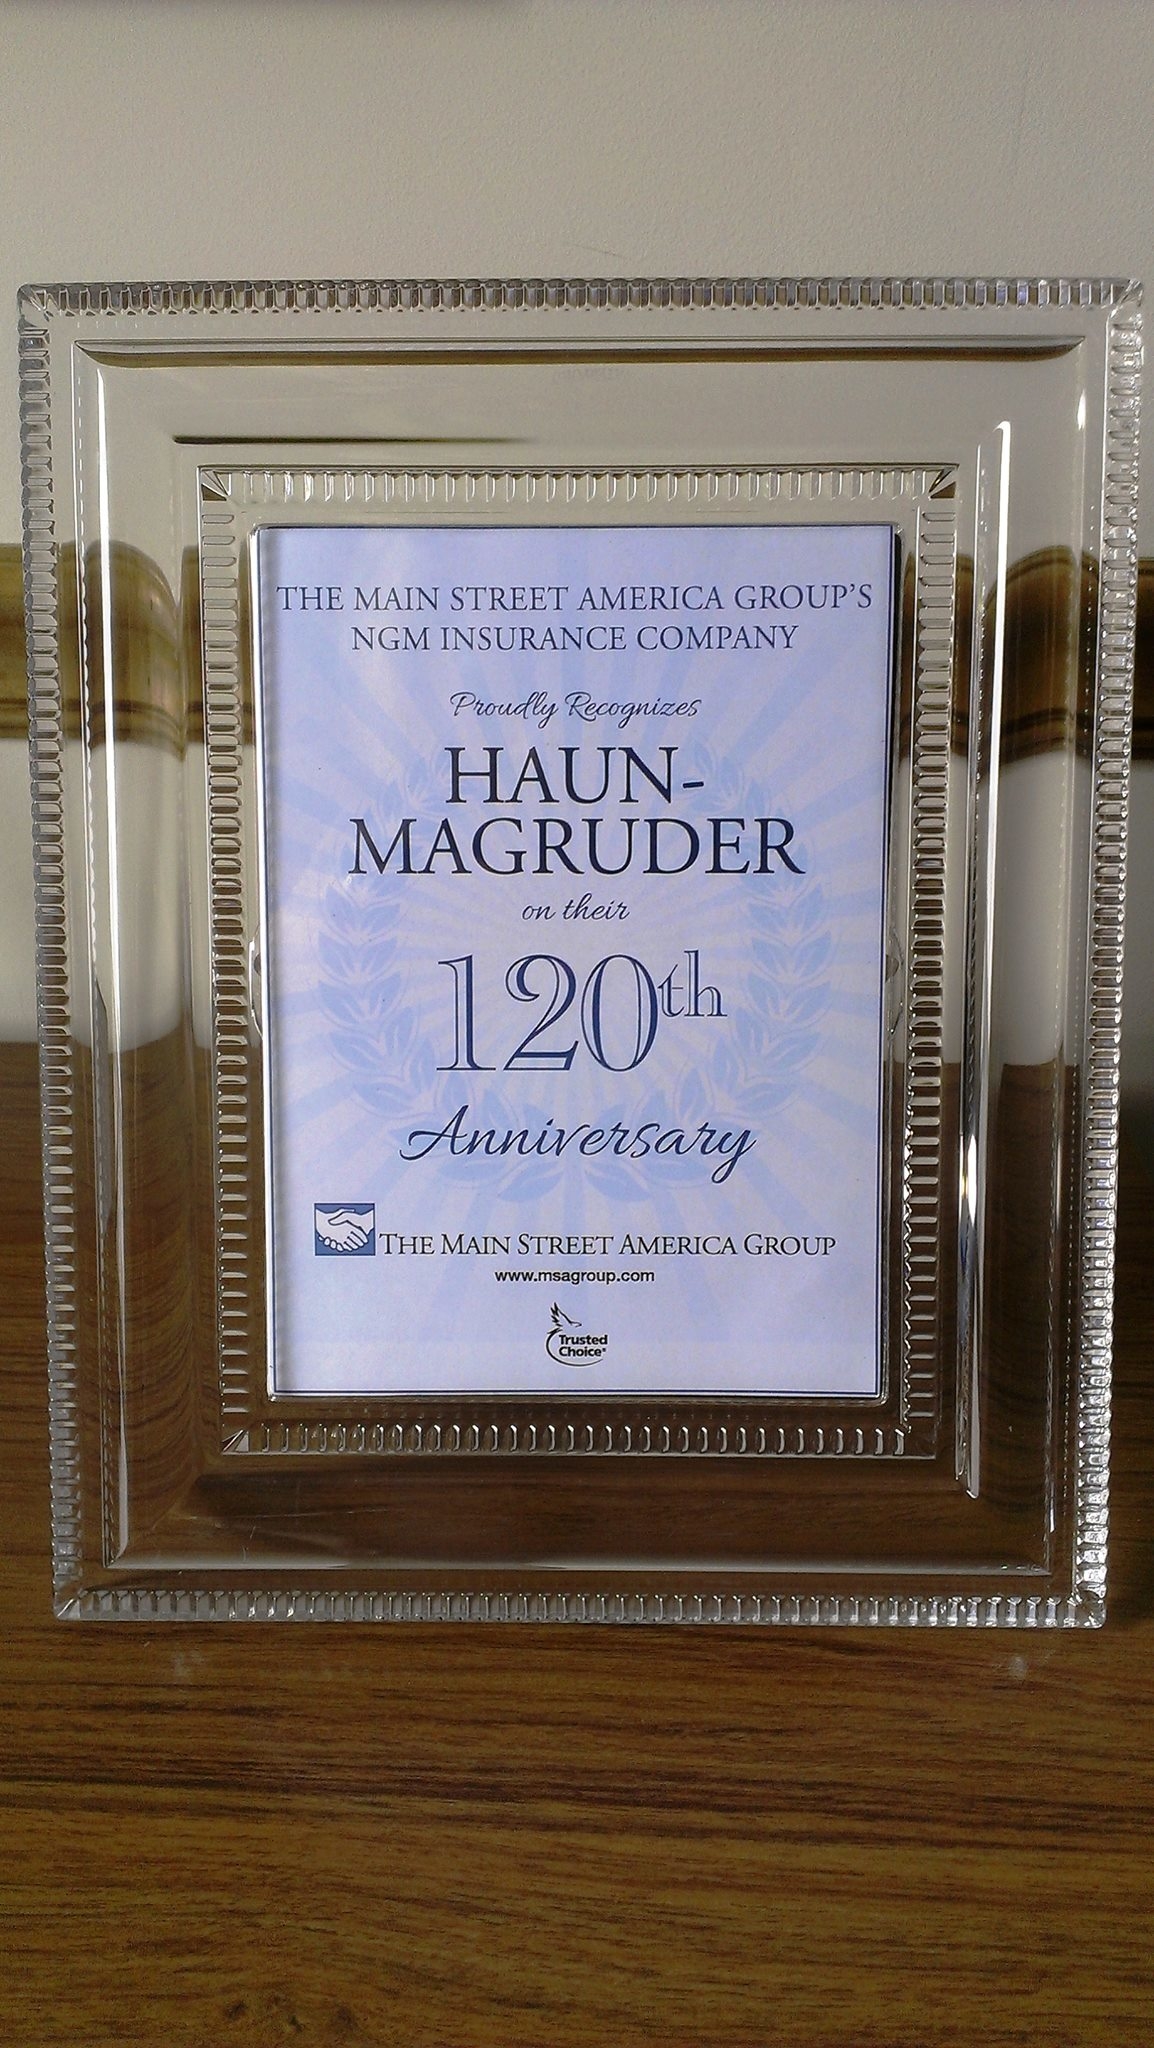 THE MAIN STREET AMERICA GROUP'S
NGM INSURANCE COMPANY
Proudly Recognizes
HAUN-
MAGRUDER
on their
120th
Anniversary
THE MAIN STREET AMERICA GROUP
www.msagroup.com
Trusted
Choice®